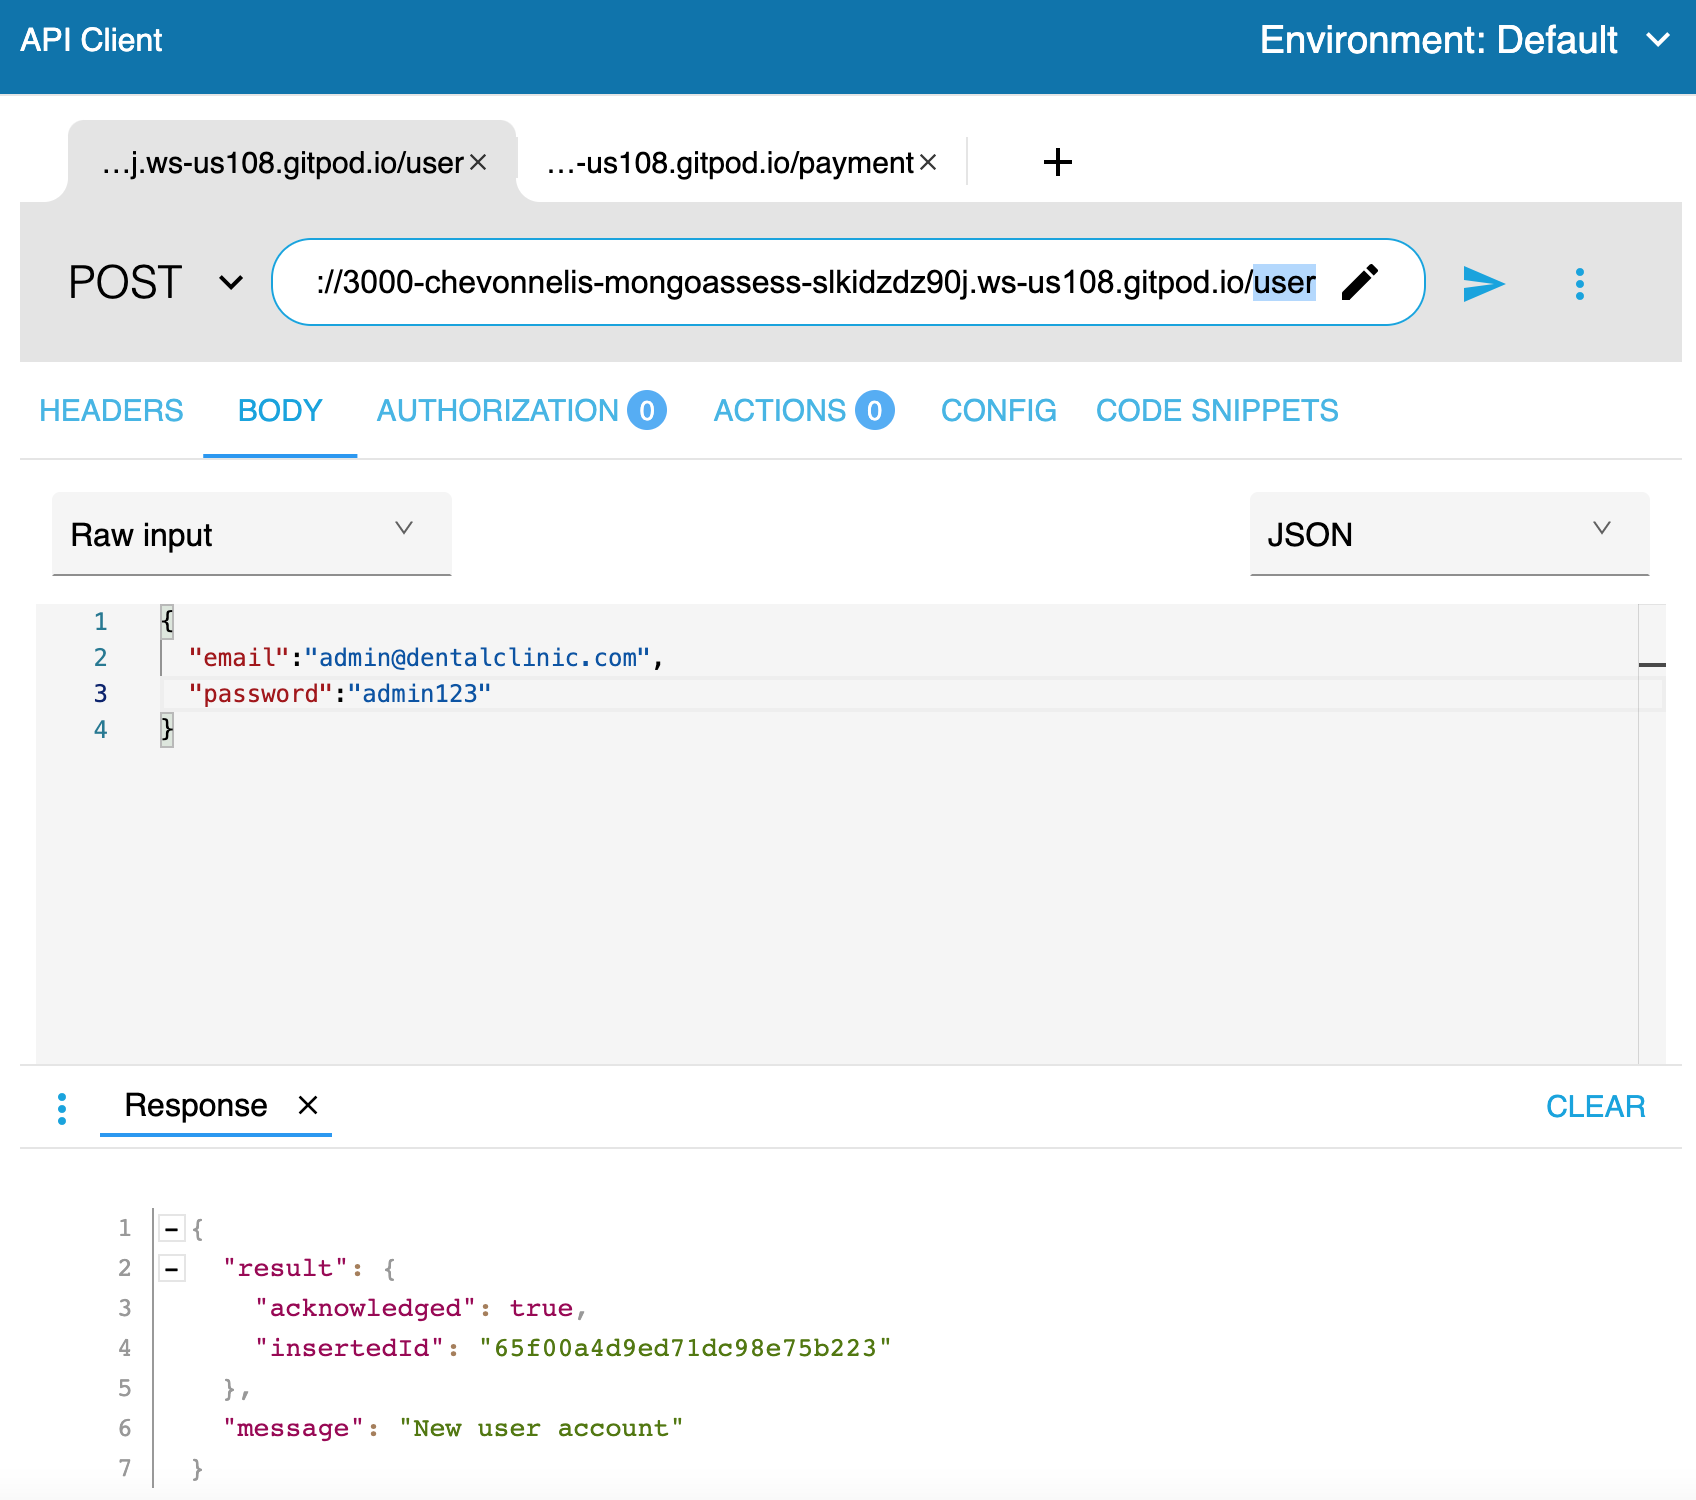 API Client
Environment: Default
...j.ws-us108.gitpod.io/user
...-us108.gitpod.io/payment
POST
://3000-chevonnelis-mongoassess-slkidzdz90j.ws-us108.gitpod.io/user
HEADERS BODY AUTHORIZATION 0 ACTIONS 0 CONFIG CODE SNIPPETS
Raw input
JSON
1 {
2 "email":"admin@dentalclinic.com",
3 "password":"admin123"
4 }
Response
CLEAR
1 {
2 "result": {
3 "acknowledged": true,
4 "insertedId": "65f00a4d9ed71dc98e75b223"
5 },
6 "message": "New user account"
7 }